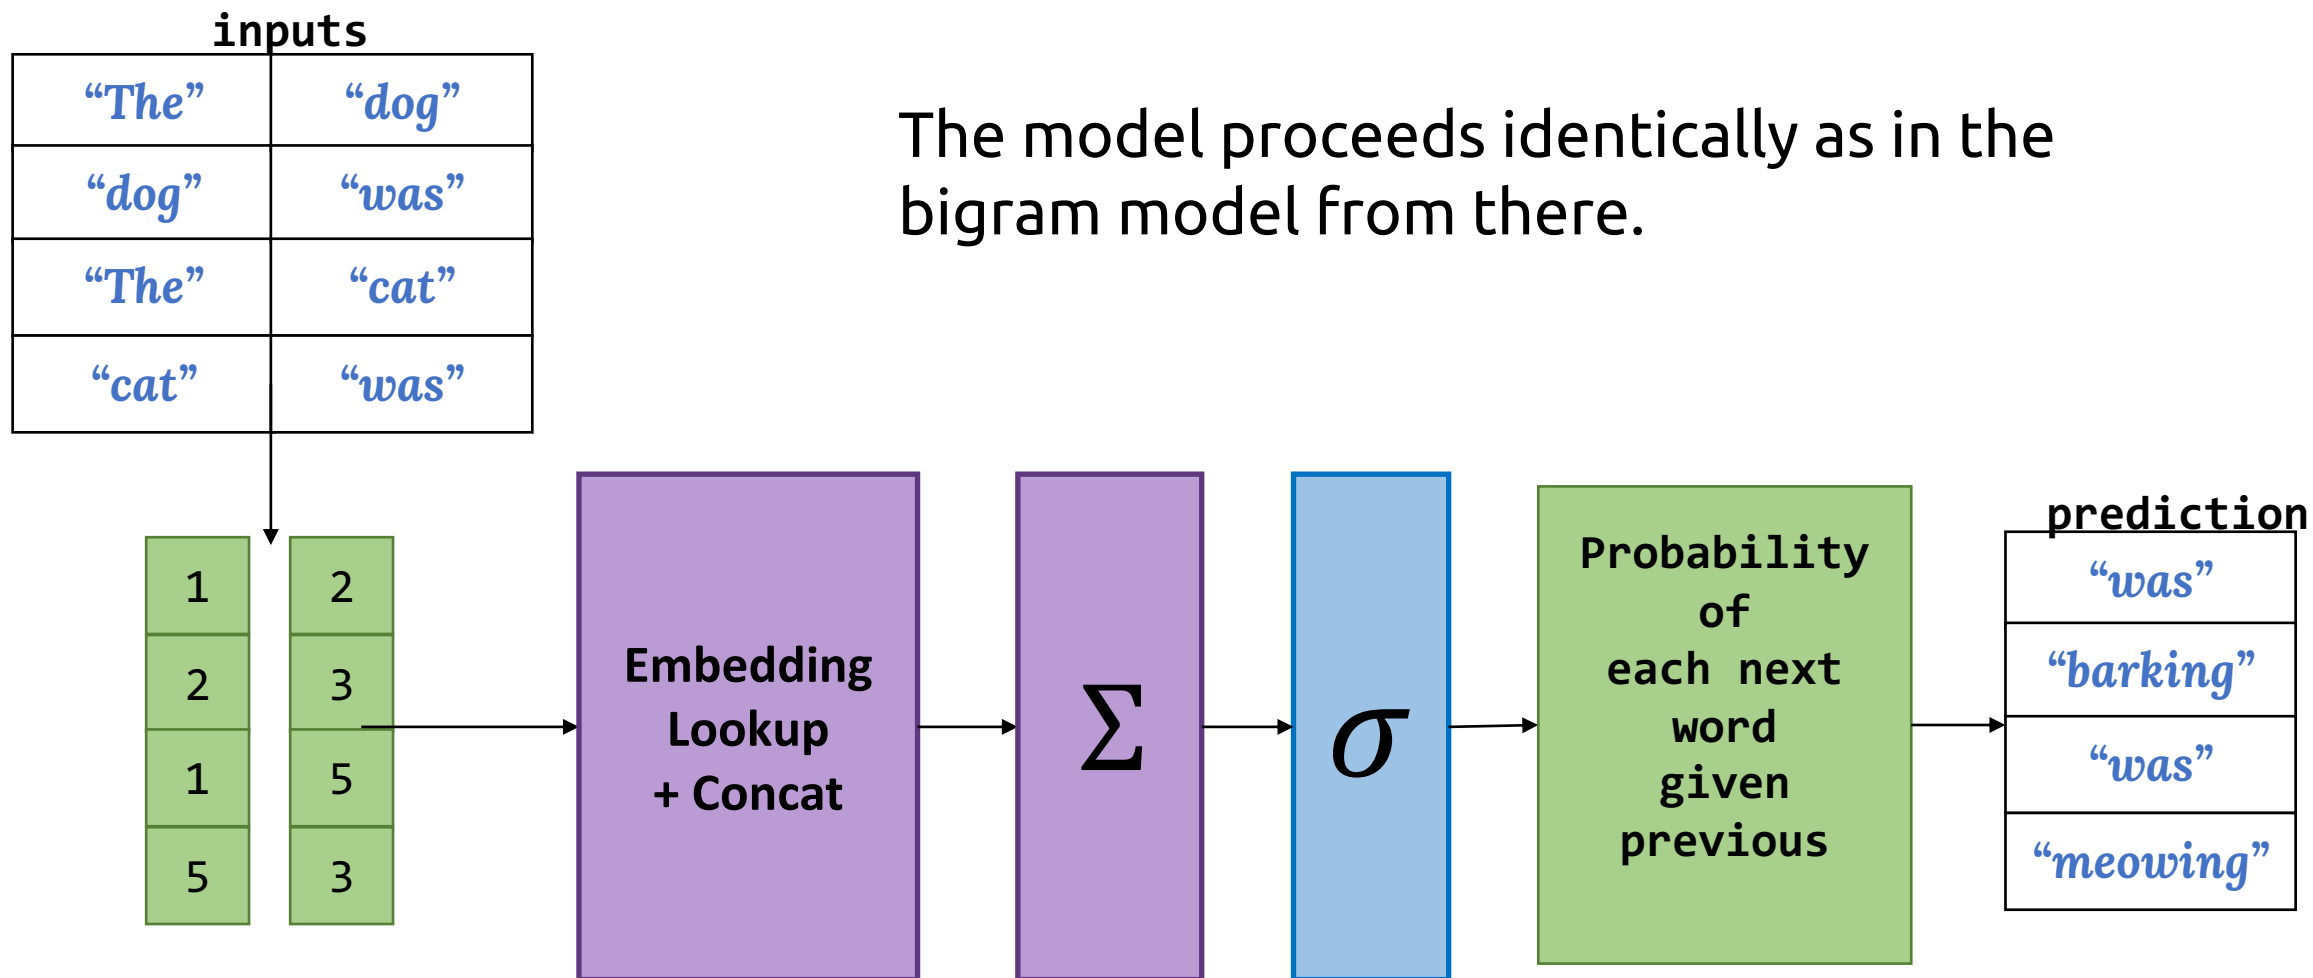 inputs
“The” “dog”
“dog” “was”
“The” “cat”
“cat” “was”
The model proceeds identically as in the
bigram model from there.
1 2
2 3
1 5
5 3
Embedding
Lookup
+ Concat
Σ
σ
Probability
of
each next
word
given
previous
prediction
“was”
“barking”
“was”
“meowing”